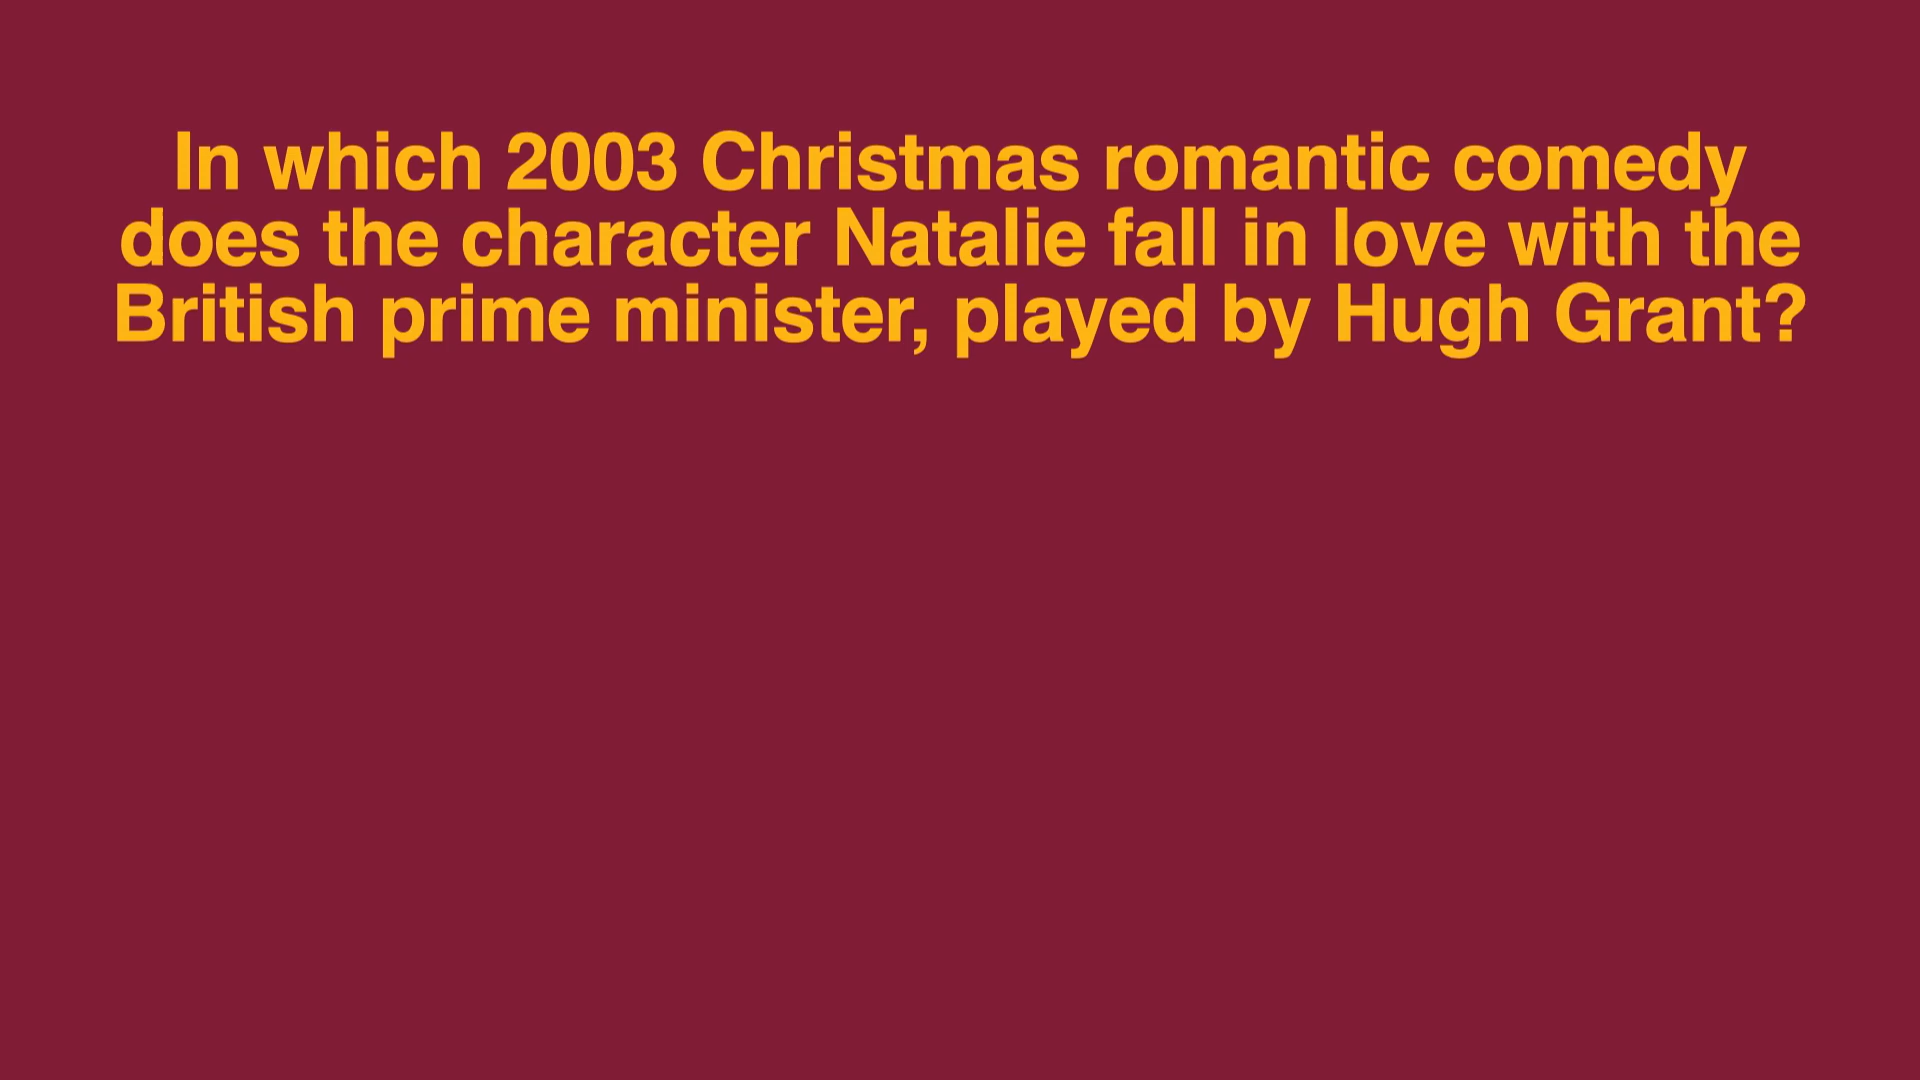 In which 2003 Christmas romantic comedy
does the character Natalie fall in love with the
British prime minister, played by Hugh Grant?